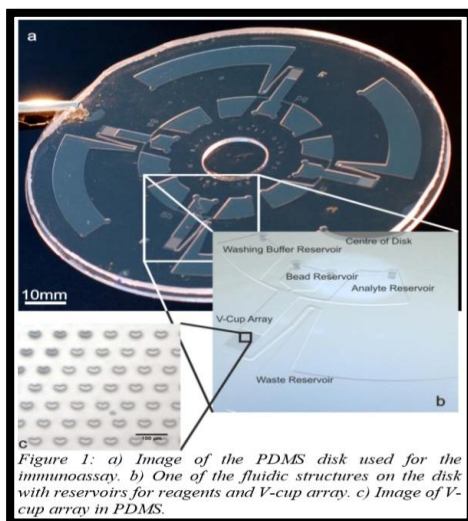 a
10mm
Washing Buffer Reservoir
Centre of Disk
Bead Reservoir
Analyte Reservoir
V-Cup Array
Waste Reservoir
b
c
100 µm
Figure 1: a) Image of the PDMS disk used for the
immunoassay. b) One of the fluidic structures on the disk
with reservoirs for reagents and V-cup array. c) Image of V-
cup array in PDMS.